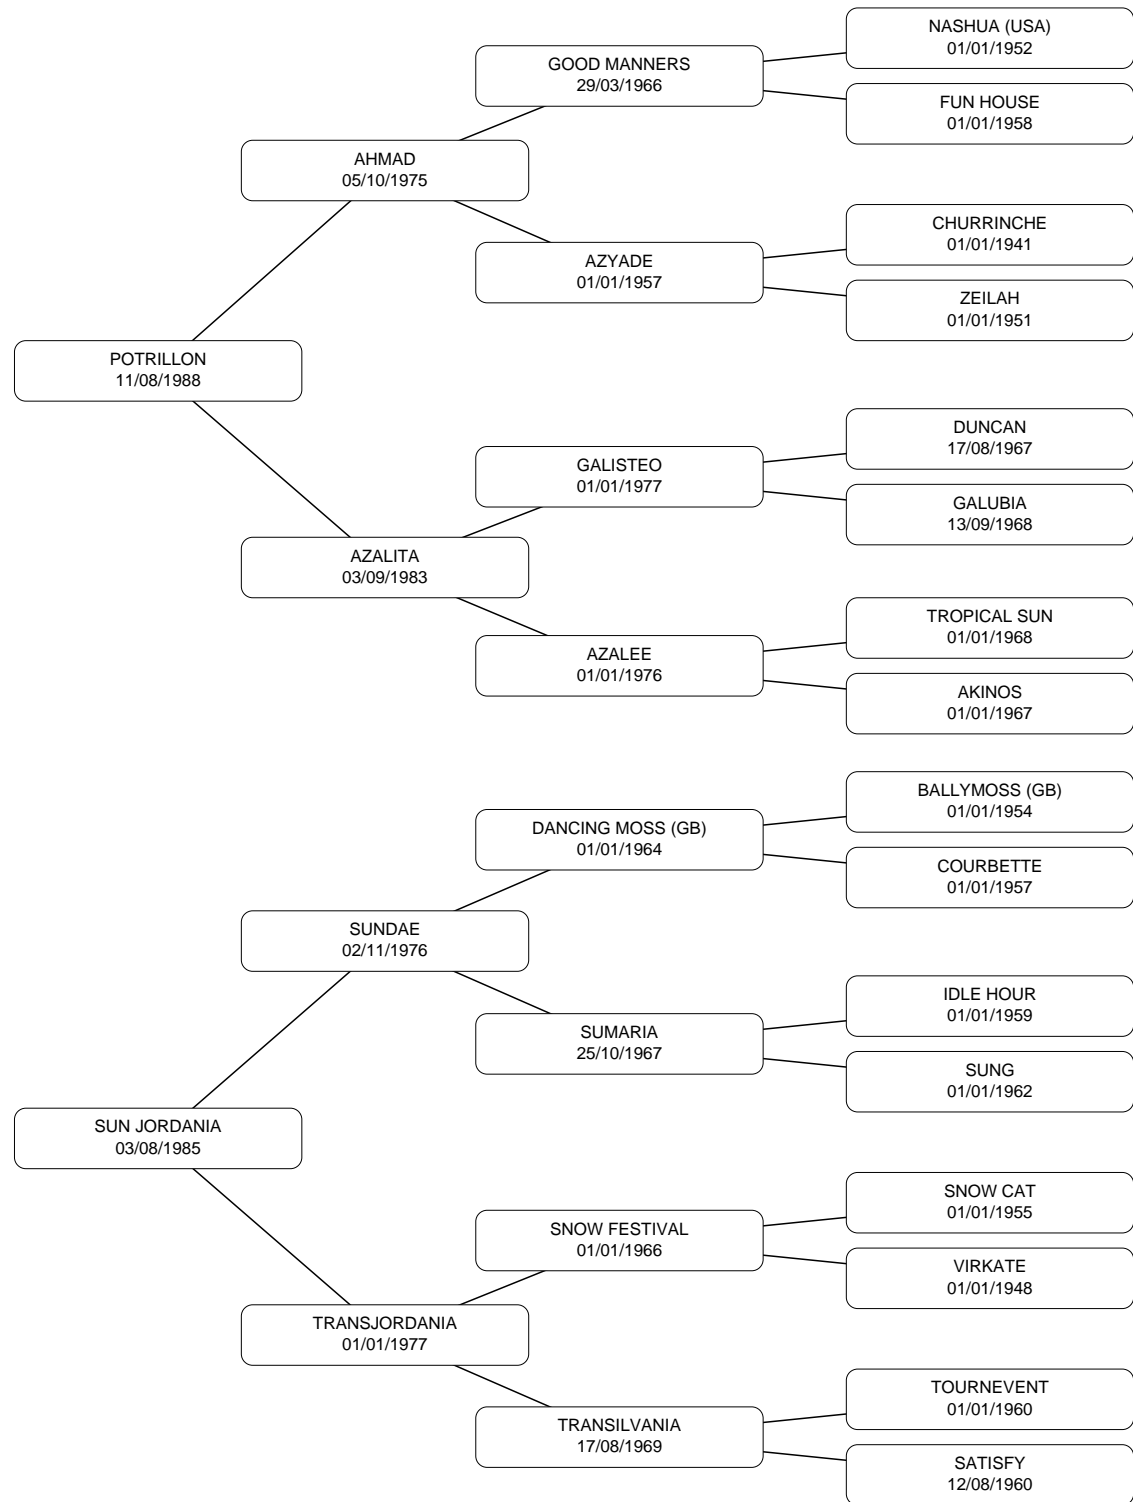 NASHUA (USA)
01/01/1952
GOOD MANNERS
29/03/1966
FUN HOUSE
01/01/1958
AHMAD
05/10/1975
CHURRINCHE
01/01/1941
AZYADE
01/01/1957
ZEILAH
01/01/1951
POTRILLON
11/08/1988
DUNCAN
17/08/1967
GALISTEO
01/01/1977
GALUBIA
13/09/1968
AZALITA
03/09/1983
TROPICAL SUN
01/01/1968
AZALEE
01/01/1976
AKINOS
01/01/1967
BALLYMOSS (GB)
01/01/1954
DANCING MOSS (GB)
01/01/1964
COURBETTE
01/01/1957
SUNDAE
02/11/1976
IDLE HOUR
01/01/1959
SUMARIA
25/10/1967
SUNG
01/01/1962
SUN JORDANIA
03/08/1985
SNOW CAT
01/01/1955
SNOW FESTIVAL
01/01/1966
VIRKATE
01/01/1948
TRANSJORDANIA
01/01/1977
TOURNEVENT
01/01/1960
TRANSILVANIA
17/08/1969
SATISFY
12/08/1960